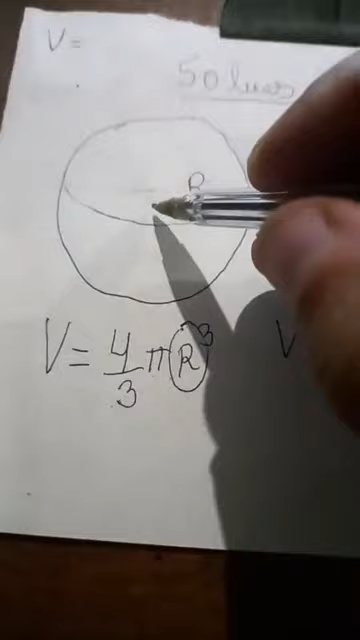 V=
50 luas
R
V = 4/3 π R³
V